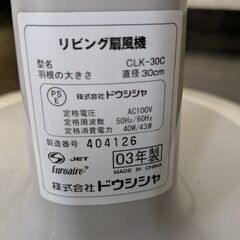 リビング扇風機
型名 CLK-30C
羽根の大きさ 直径30cm
PSE 株式会社ドウシシャ
定格電圧 AC100V
定格周波数 50Hz/60Hz
定格消費電力 40W/43W
製造番号 404126
S JET
Euroaire 03年製
株式会社ドウシシャ